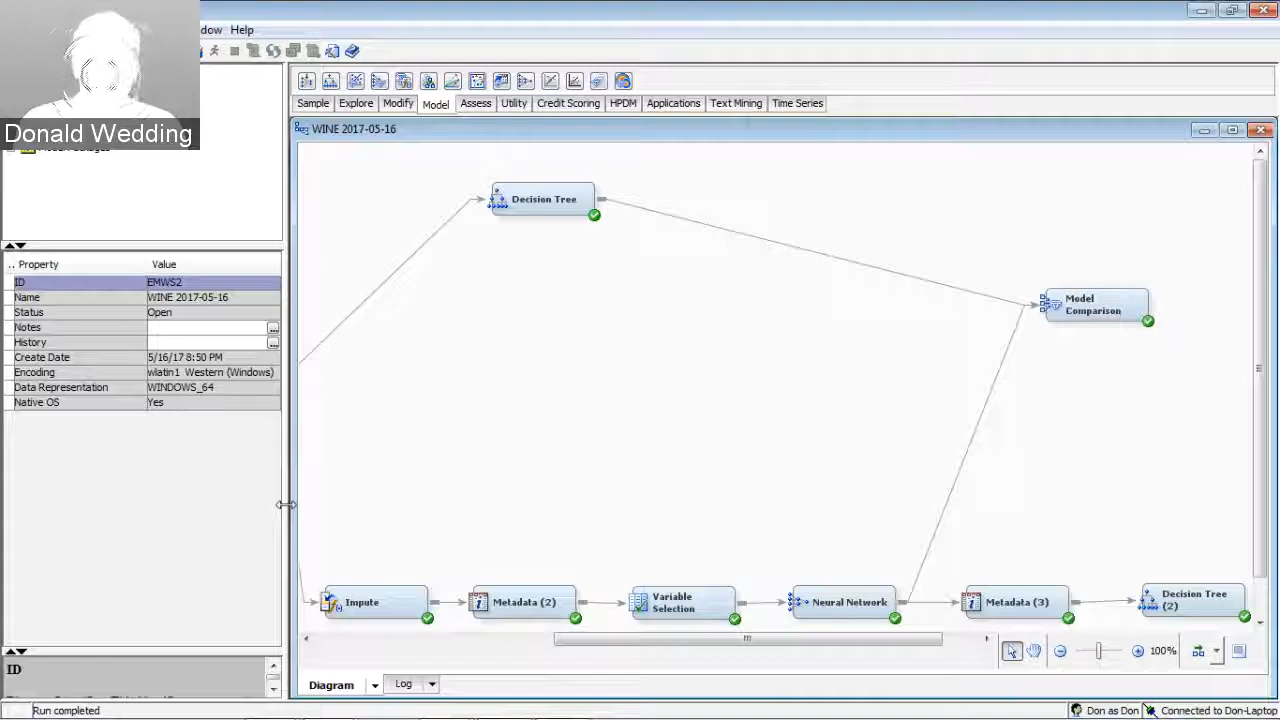 dow Help
Donald Wedding
Sample Explore Modify Model Assess Utility Credit Scoring HPDM Applications Text Mining Time Series
WINE 2017-05-16
.. Property Value
ID EMWS2
Name WINE 2017-05-16
Status Open
Notes ...
History ...
Create Date 5/16/17 8:50 PM
Encoding wlatin1 Western (Windows)
Data Representation WINDOWS_64
Native OS Yes
ID
Decision Tree
Model
Comparison
Impute
Metadata (2)
Variable
Selection
Neural Network
Metadata (3)
Decision Tree
(2)
100%
Diagram Log
Run completed
Don as Don Connected to Don-Laptop